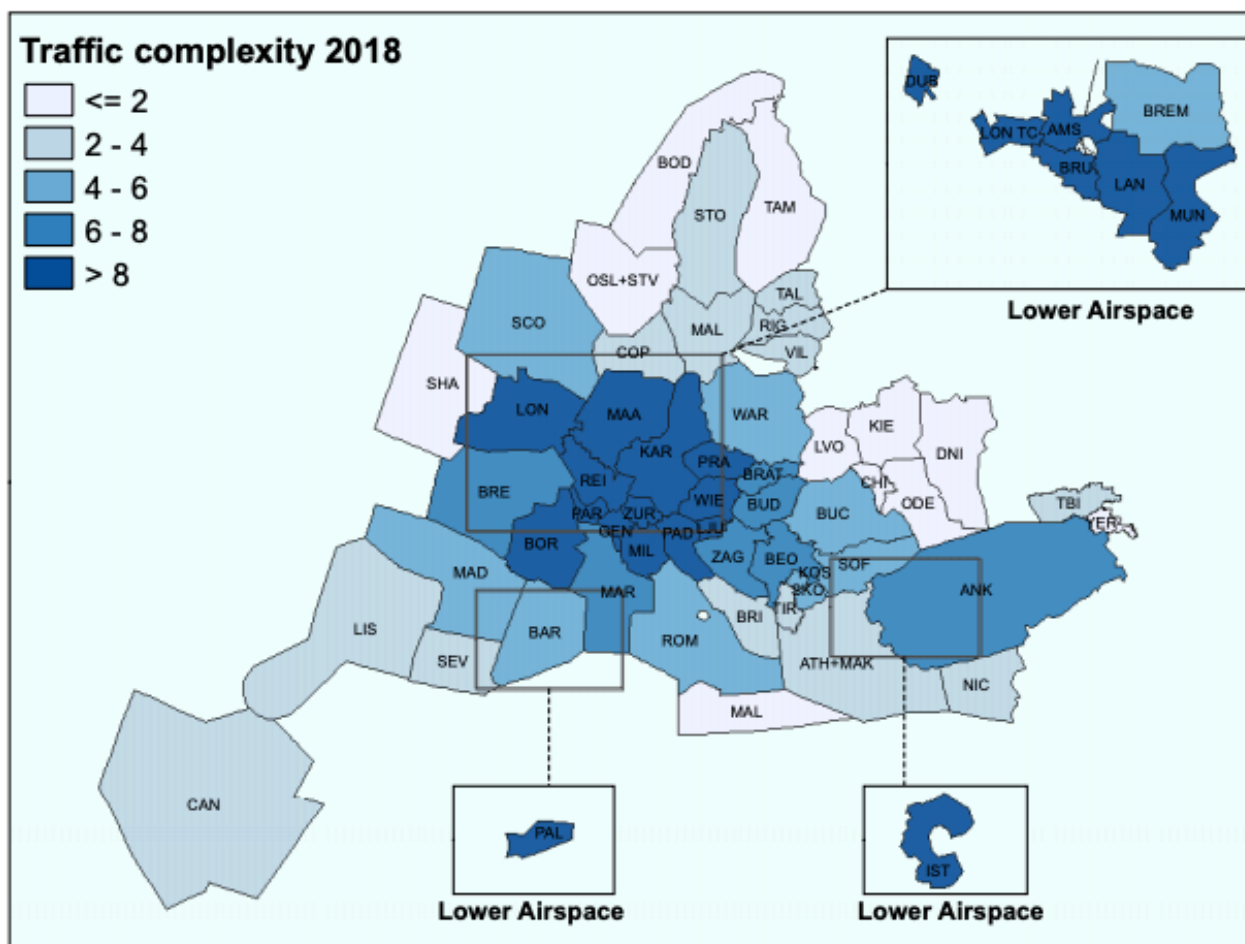 Traffic complexity 2018
<= 2
2 - 4
4 - 6
6 - 8
> 8
DUB
BREM
LON TC
AMS
BRU
LAN
MUN
Lower Airspace
BOD
STO
TAM
OSL+STV
TAL
SCO
MAL
RIG
COP
VIL
SHA
LON
MAA
WAR
KIE
LVO
DNI
KAR
PRA
BRAT
CHI
REI
BRE
WIE
BUD
ODE
TBI
PAR
ZUR
BUC
YER
GEN
LJU
BOR
MIL
PAD
ZAG
BEO
SOF
MAD
KOS
MAR
SKO
ANK
TIR
BRI
LIS
BAR
ROM
SEV
ATH+MAK
NIC
MAL
CAN
PAL
IST
Lower Airspace
Lower Airspace